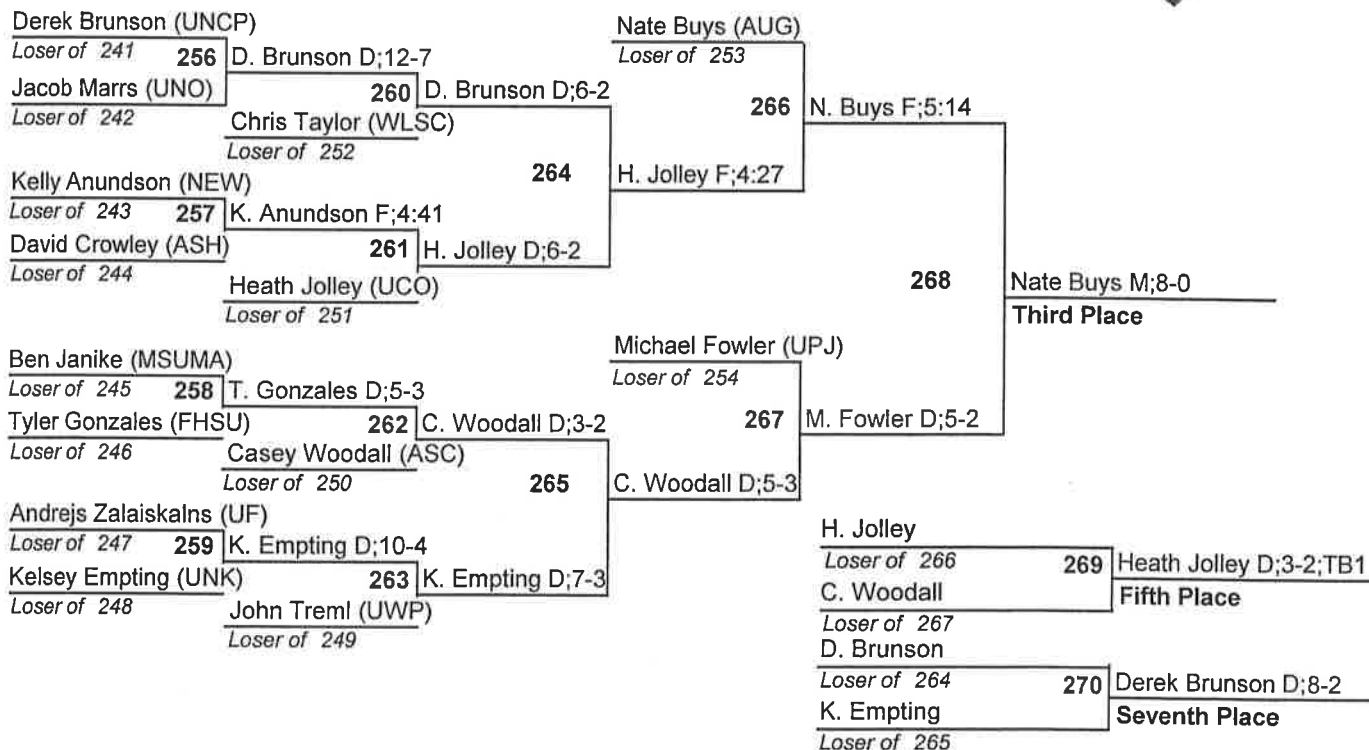 Derek Brunson (UNCP)
Loser of 241
256
D. Brunson D;12-7
Jacob Marrs (UNO)
Loser of 242
260
D. Brunson D;6-2
Chris Taylor (WLSC)
Loser of 252
Kelly Anundson (NEW)
Loser of 243
257
K. Anundson F;4:41
David Crowley (ASH)
Loser of 244
261
H. Jolley D;6-2
Heath Jolley (UCO)
Loser of 251
264
H. Jolley F;4:27
Nate Buys (AUG)
Loser of 253
266
N. Buys F;5:14
Ben Janike (MSUMA)
Loser of 245
258
T. Gonzales D;5-3
Tyler Gonzales (FHSU)
Loser of 246
262
C. Woodall D;3-2
Casey Woodall (ASC)
Loser of 250
Andrejs Zalaiskalns (UF)
Loser of 247
259
K. Empting D;10-4
Kelsey Empting (UNK)
Loser of 248
263
K. Empting D;7-3
John Treml (UWP)
Loser of 249
265
C. Woodall D;5-3
Michael Fowler (UPJ)
Loser of 254
267
M. Fowler D;5-2
268
Nate Buys M;8-0
Third Place
H. Jolley
Loser of 266
269
Heath Jolley D;3-2;TB1
C. Woodall
Fifth Place
Loser of 267
D. Brunson
Loser of 264
270
Derek Brunson D;8-2
K. Empting
Seventh Place
Loser of 265